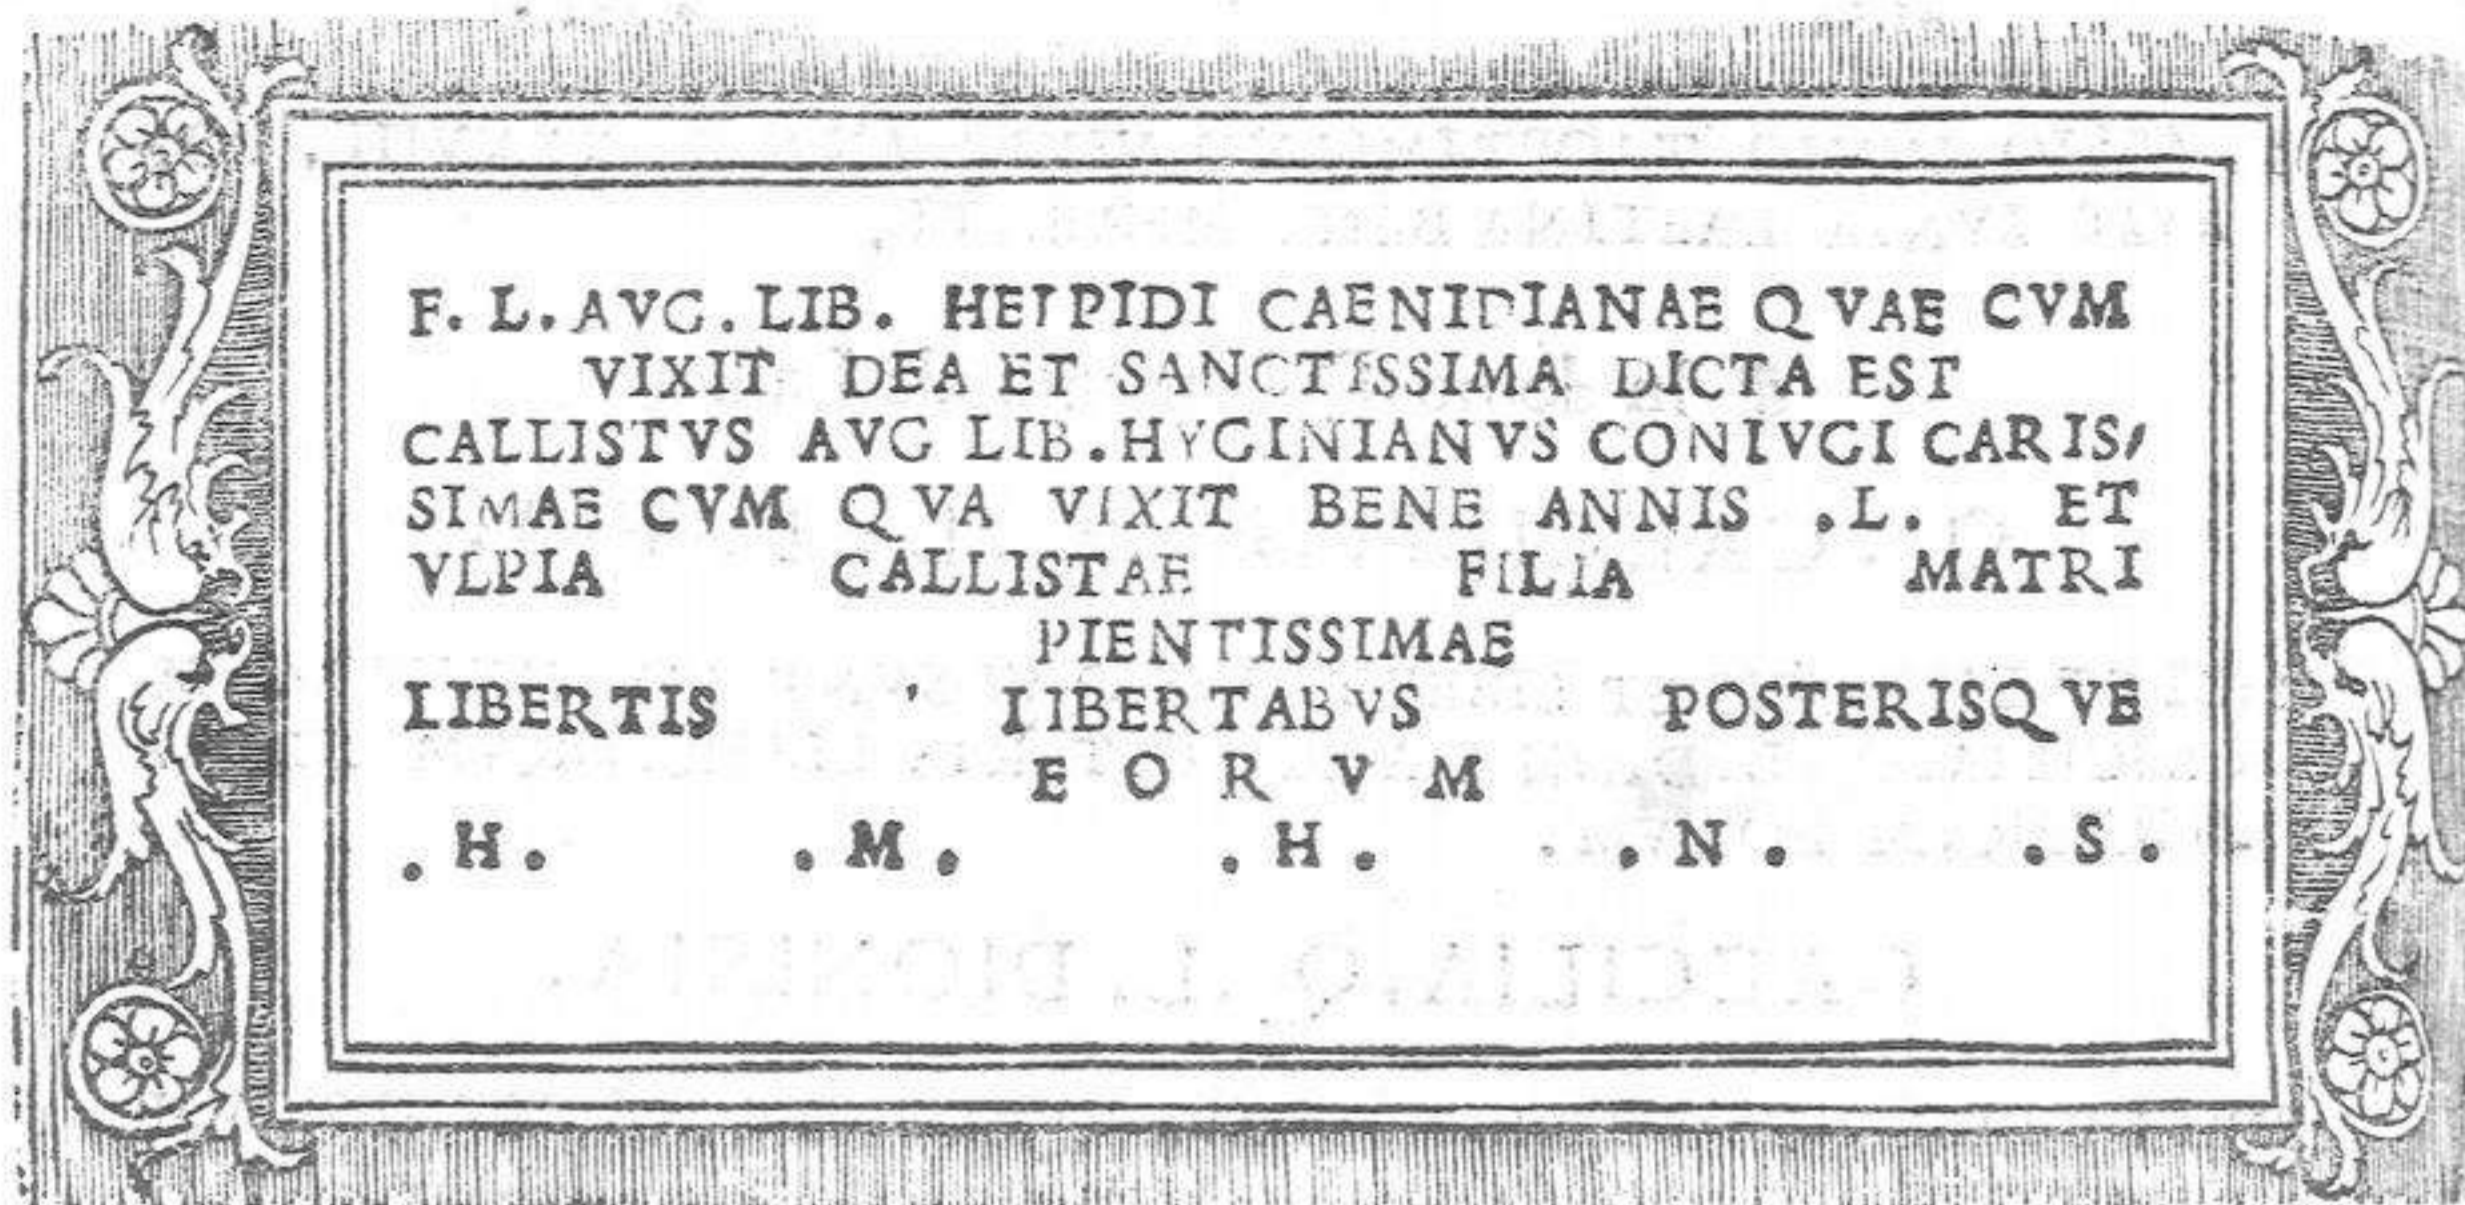 F. L. AVG. LIB. HEIPIDI CAENIDIANAE QVAE CVM
VIXIT DEA ET SANCTISSIMA DICTA EST
CALLISTVS AVG LIB. HYGINIANVS CONIVGI CARIS/
SIMAE CVM QVA VIXIT BENE ANNIS .L. ET
VLPIA CALLISTAE FILIA MATRI
PIENTISSIMAE
LIBERTIS ' LIBERTABVS POSTERISQVE
EORVM
.H. .M. .H. .N. .S.